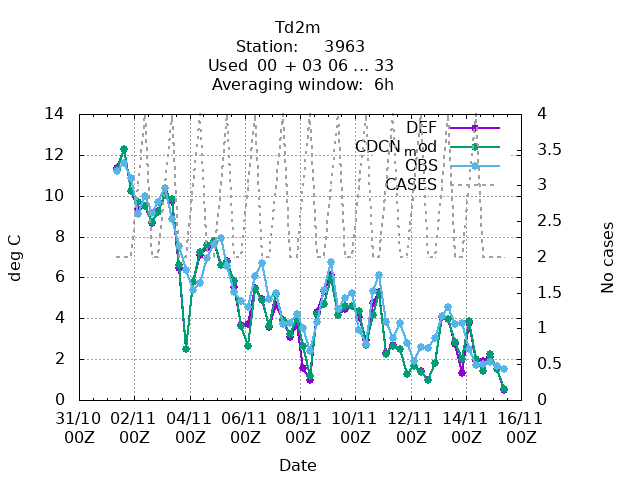 Td2m
Station: 3963
Used 00 + 03 06 ... 33
Averaging window: 6h
14 4
DEF
CDCN_mod 3.5
12
OBS
CASES 3
10
2.5
8
deg C 2 No cases
6
1.5
4 1
2 0.5
0 0
31/10 02/11 04/11 06/11 08/11 10/11 12/11 14/11 16/11
00Z 00Z 00Z 00Z 00Z 00Z 00Z 00Z 00Z
Date